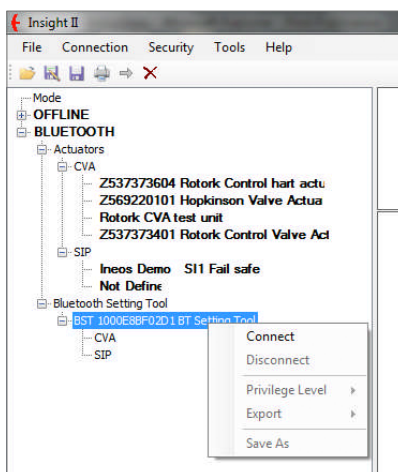 Insight II
File Connection Security Tools Help
Mode
OFFLINE
BLUETOOTH
Actuators
CVA
Z537373604 Rotork Control hart actu
Z569220101 Hopkinson Valve Actua
Rotork CVA test unit
Z537373401 Rotork Control Valve Act
SIP
Ineos Demo SI1 Fail safe
Not Define
Bluetooth Setting Tool
BST 1000E8BF02D1 BT Setting Tool
CVA
SIP
Connect
Disconnect
Privilege Level
Export
Save As